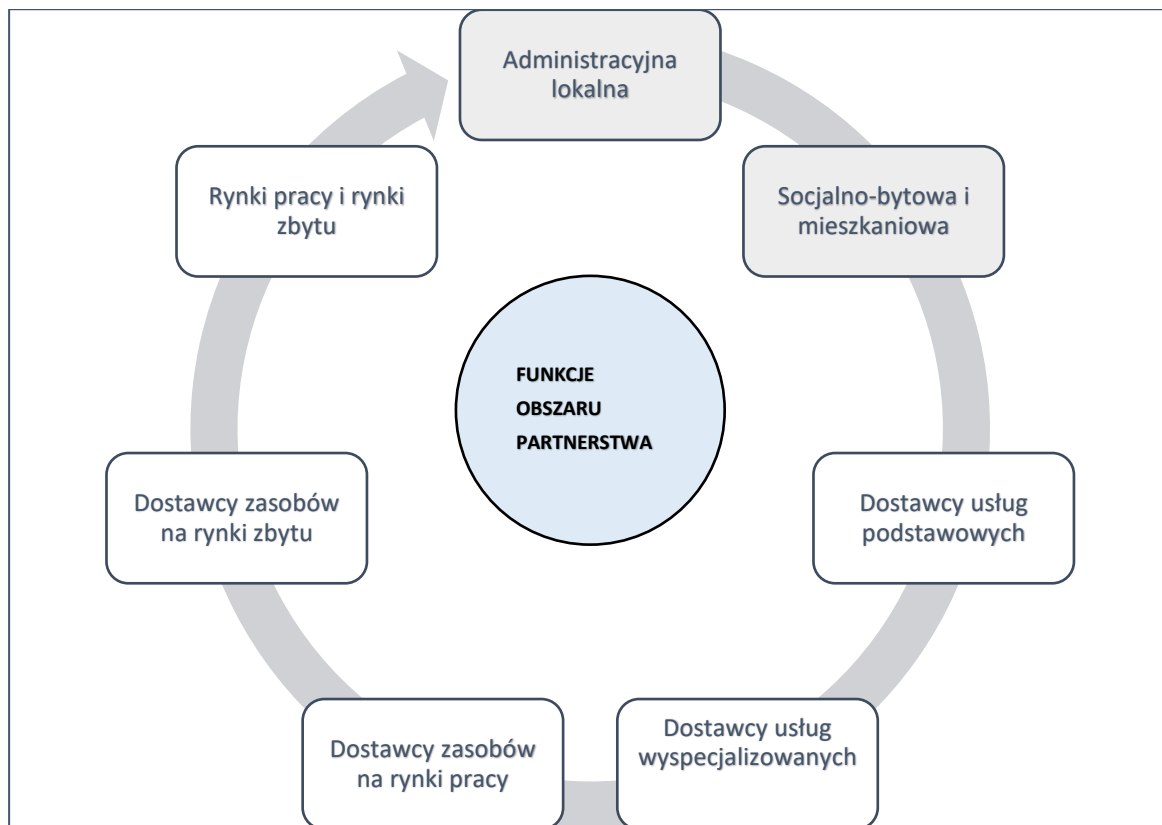 Administracyjna
lokalna
Socjalno-bytowa i
mieszkaniowa
Dostawcy usług
podstawowych
Dostawcy usług
wyspecjalizowanych
Dostawcy zasobów
na rynki pracy
Dostawcy zasobów
na rynki zbytu
Rynki pracy i rynki
zbytu
FUNKCJE
OBSZARU
PARTNERSTWA